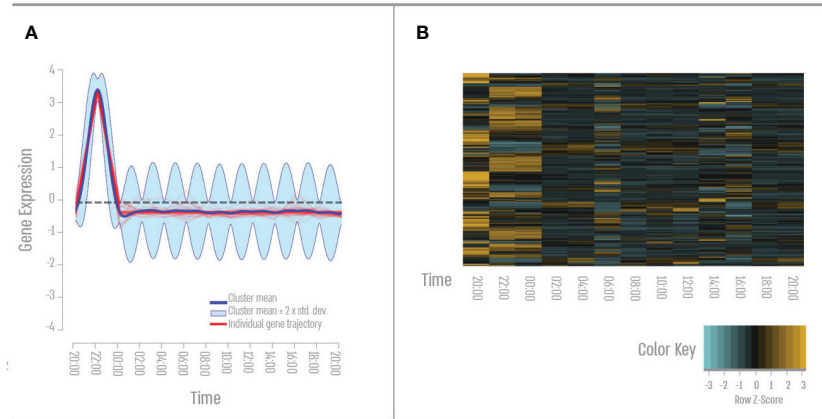 A
B
4
3
2
1
0
-1
-2
-3
-4
Gene Expression
Cluster mean
Cluster mean ± 2 x std. dev.
Individual gene trajectory
20:00 22:00 00:00 02:00 04:00 06:00 08:00 10:00 12:00 14:00 16:00 18:00 20:00
Time
Time
20:00 22:00 00:00 02:00 04:00 06:00 08:00 10:00 12:00 14:00 16:00 18:00 20:00
Color Key
-3 -2 -1 0 1 2 3
Row Z-Score